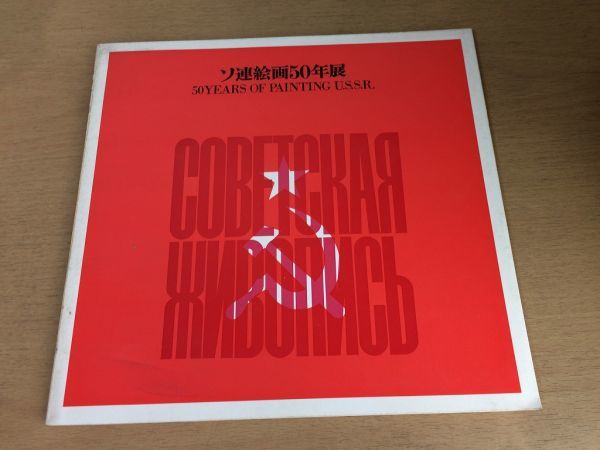 ソ連絵画50年展
50 YEARS OF PAINTING U.S.S.R.
СОВЕТСКАЯ
ЖИВОПИСЬ